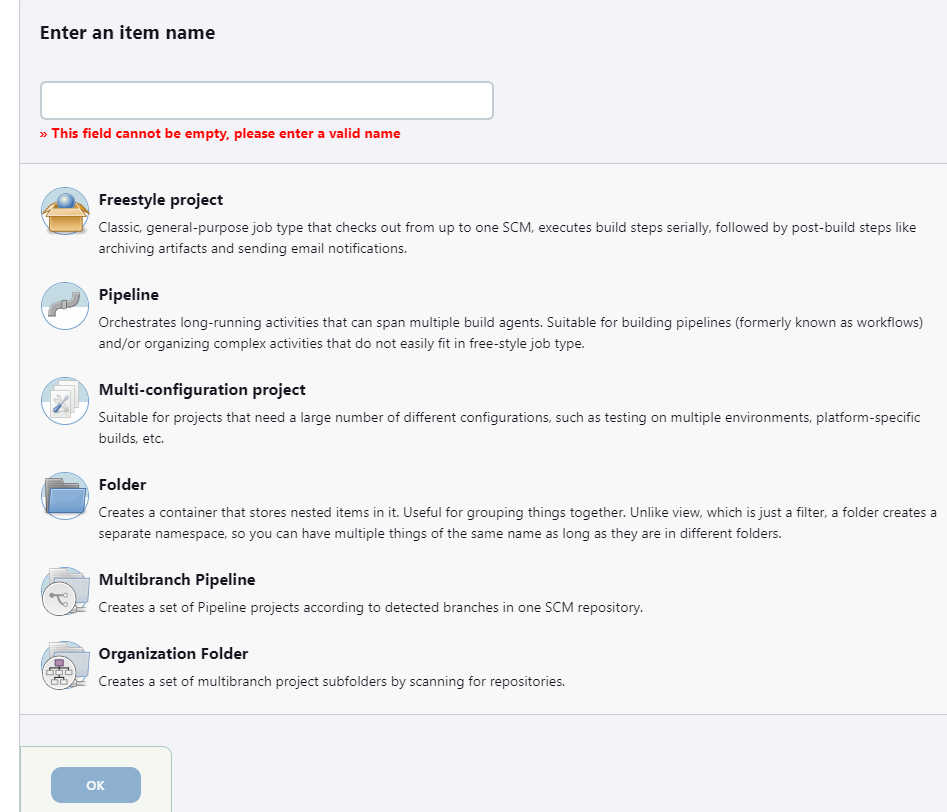 Enter an item name
» This field cannot be empty, please enter a valid name
Freestyle project
Classic, general-purpose job type that checks out from up to one SCM, executes build steps serially, followed by post-build steps like
archiving artifacts and sending email notifications.
Pipeline
Orchestrates long-running activities that can span multiple build agents. Suitable for building pipelines (formerly known as workflows)
and/or organizing complex activities that do not easily fit in free-style job type.
Multi-configuration project
Suitable for projects that need a large number of different configurations, such as testing on multiple environments, platform-specific
builds, etc.
Folder
Creates a container that stores nested items in it. Useful for grouping things together. Unlike view, which is just a filter, a folder creates a
separate namespace, so you can have multiple things of the same name as long as they are in different folders.
Multibranch Pipeline
Creates a set of Pipeline projects according to detected branches in one SCM repository.
Organization Folder
Creates a set of multibranch project subfolders by scanning for repositories.
OK